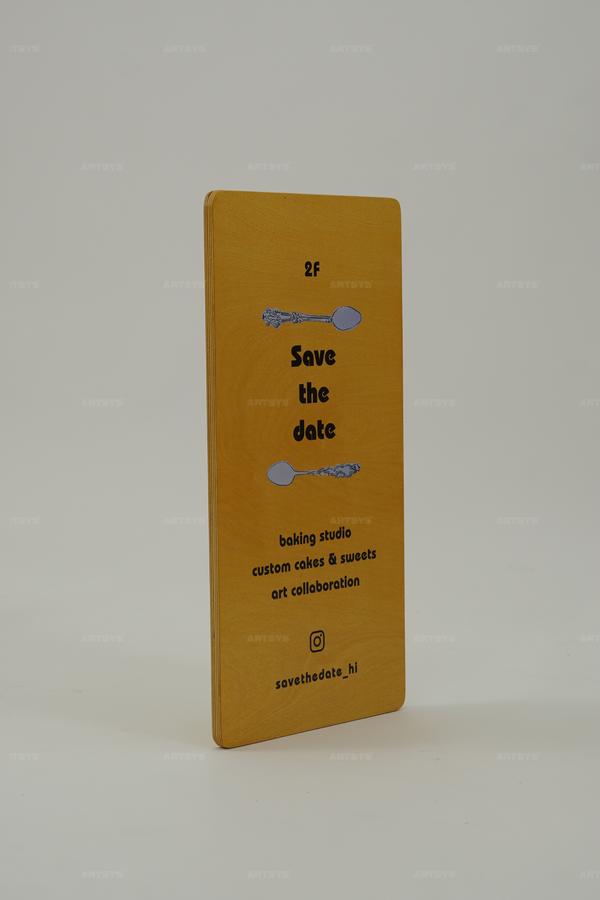 2F
Save
the
date
baking studio
custom cakes & sweets
art collaboration
savethedate_hi
ARTSYS